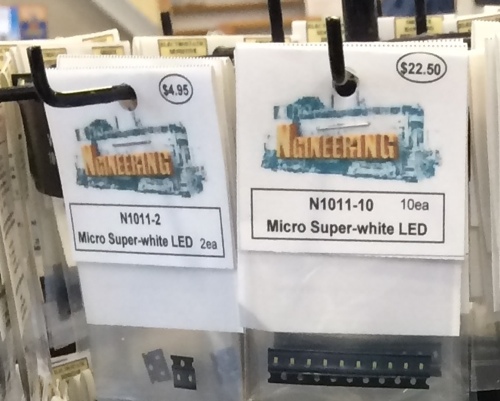 $4.95
NGINEERING
N1011-2
Micro Super-white LED 2ea
$22.50
NGINEERING
N1011-10 10ea
Micro Super-white LED